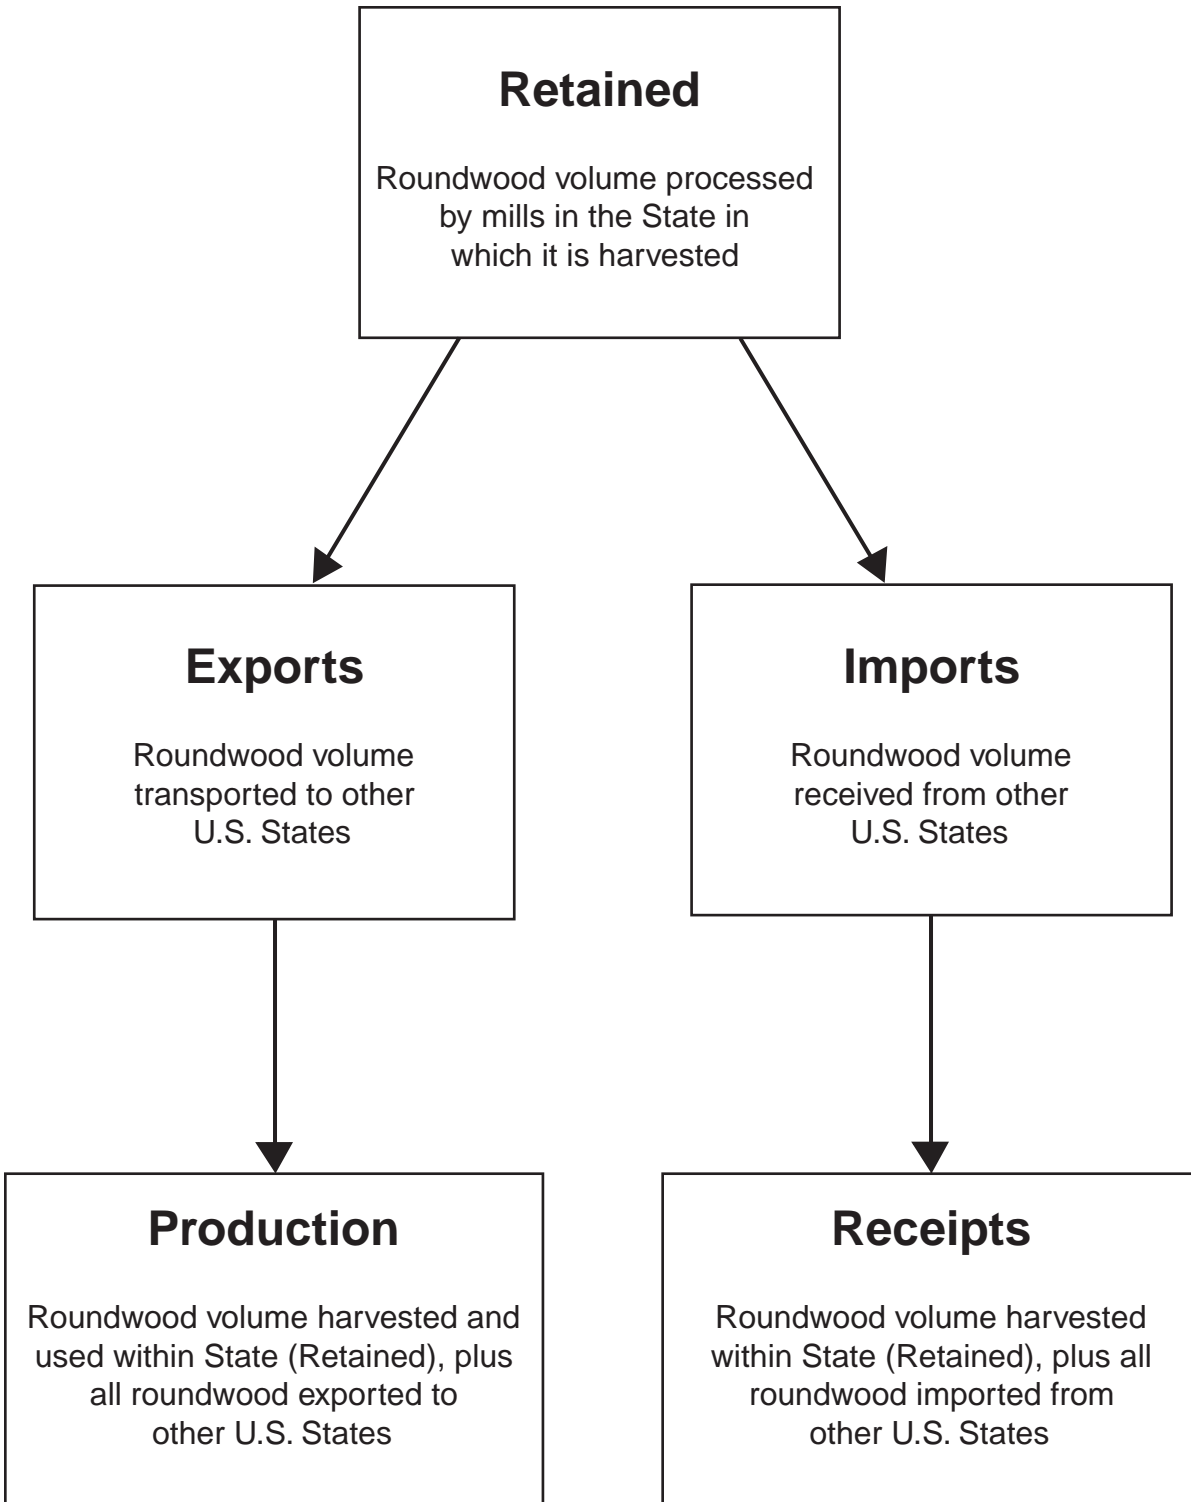 Retained
Roundwood volume processed
by mills in the State in
which it is harvested
Exports
Roundwood volume
transported to other
U.S. States
Imports
Roundwood volume
received from other
U.S. States
Production
Roundwood volume harvested and
used within State (Retained), plus
all roundwood exported to
other U.S. States
Receipts
Roundwood volume harvested
within State (Retained), plus all
roundwood imported from
other U.S. States